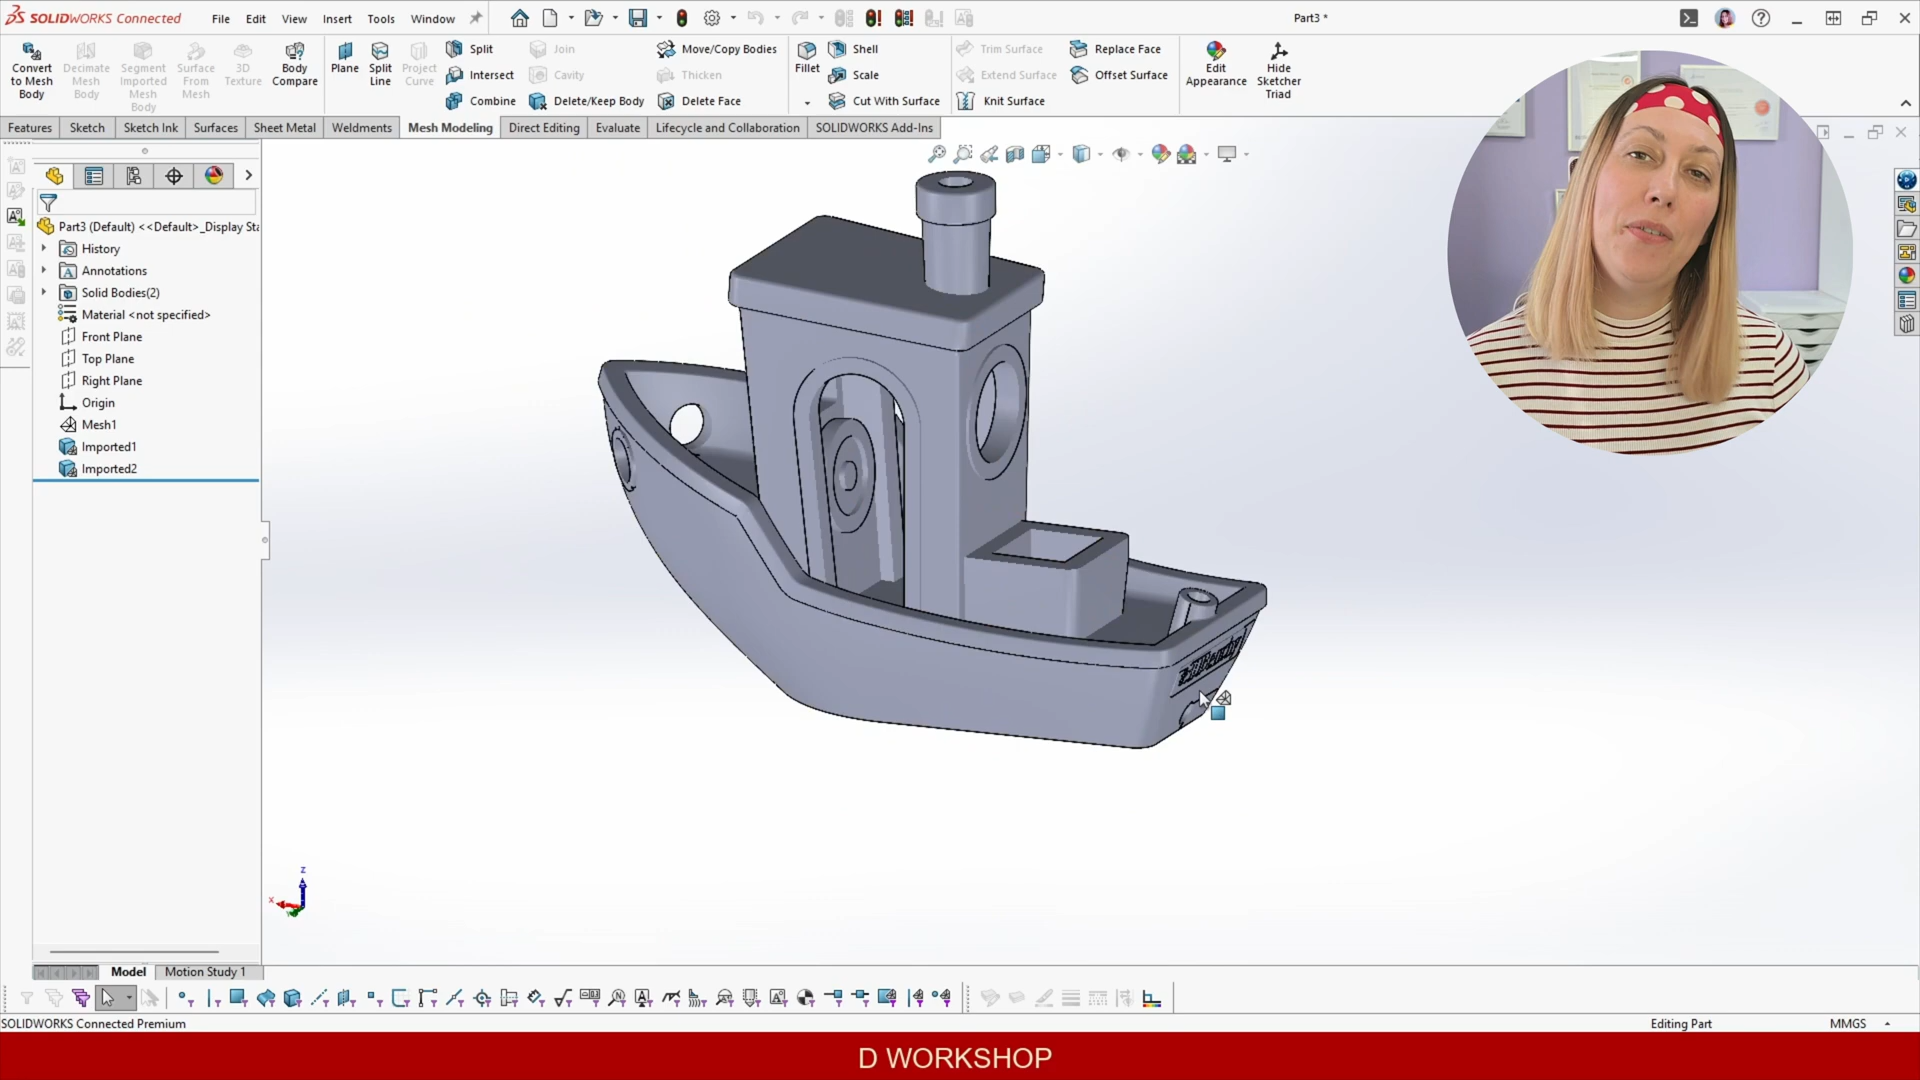 SOLIDWORKS Connected File Edit View Insert Tools Window Part3 *
Convert to Mesh Body
Decimate Mesh Body
Segment Imported Mesh Body
Surface From Mesh
3D Texture
Body Compare
Plane
Split Line
Project Curve
Split
Intersect
Combine
Join
Cavity
Delete/Keep Body
Move/Copy Bodies
Thicken
Delete Face
Fillet
Shell
Scale
Cut With Surface
Trim Surface
Extend Surface
Knit Surface
Replace Face
Offset Surface
Edit Appearance
Hide Sketcher Triad
Features Sketch Sketch Ink Surfaces Sheet Metal Weldments Mesh Modeling Direct Editing Evaluate Lifecycle and Collaboration SOLIDWORKS Add-Ins
Part3 (Default) <<Default>_Display Sta
History
Annotations
Solid Bodies(2)
Material <not specified>
Front Plane
Top Plane
Right Plane
Origin
Mesh1
Imported1
Imported2
z
x
Model Motion Study 1
SOLIDWORKS Connected Premium Editing Part MMGS
D WORKSHOP